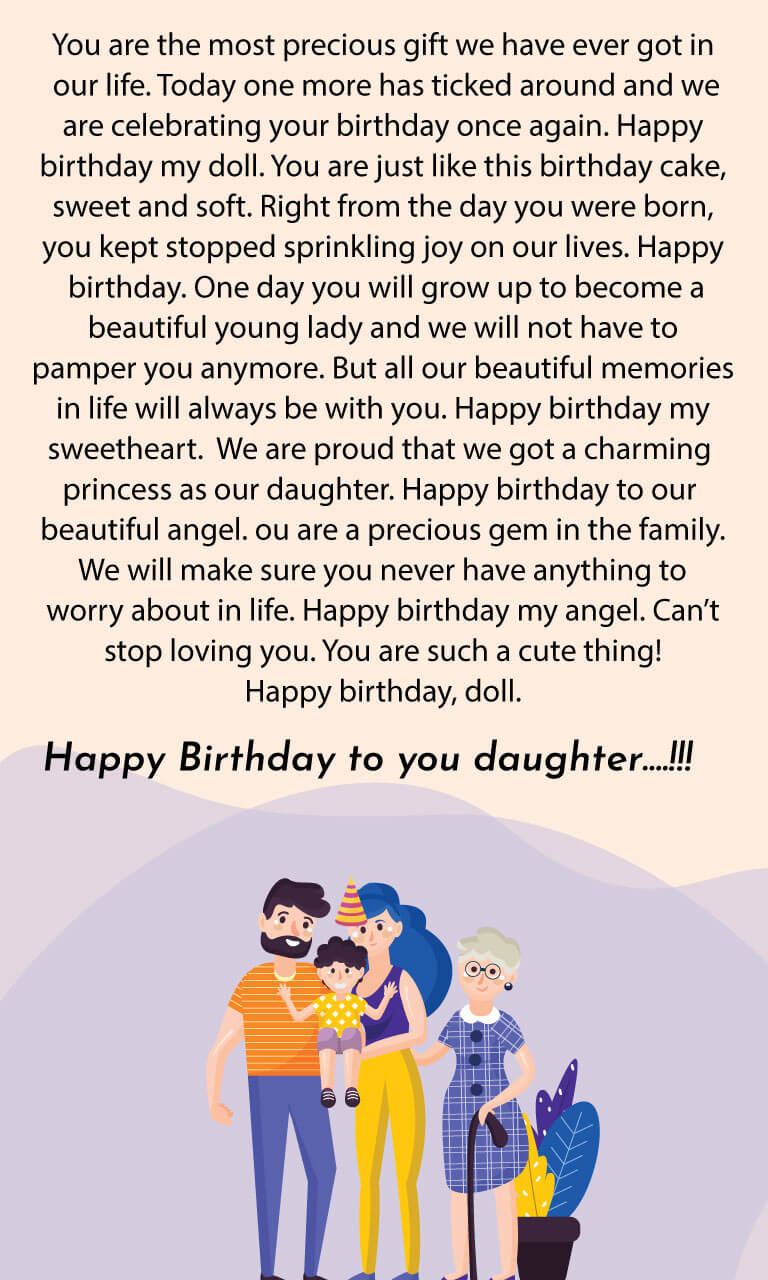 You are the most precious gift we have ever got in
our life. Today one more has ticked around and we
are celebrating your birthday once again. Happy
birthday my doll. You are just like this birthday cake,
sweet and soft. Right from the day you were born,
you kept stopped sprinkling joy on our lives. Happy
birthday. One day you will grow up to become a
beautiful young lady and we will not have to
pamper you anymore. But all our beautiful memories
in life will always be with you. Happy birthday my
sweetheart.  We are proud that we got a charming
princess as our daughter. Happy birthday to our
beautiful angel. ou are a precious gem in the family.
We will make sure you never have anything to
worry about in life. Happy birthday my angel. Can’t
stop loving you. You are such a cute thing!
Happy birthday, doll.
Happy Birthday to you daughter....!!!